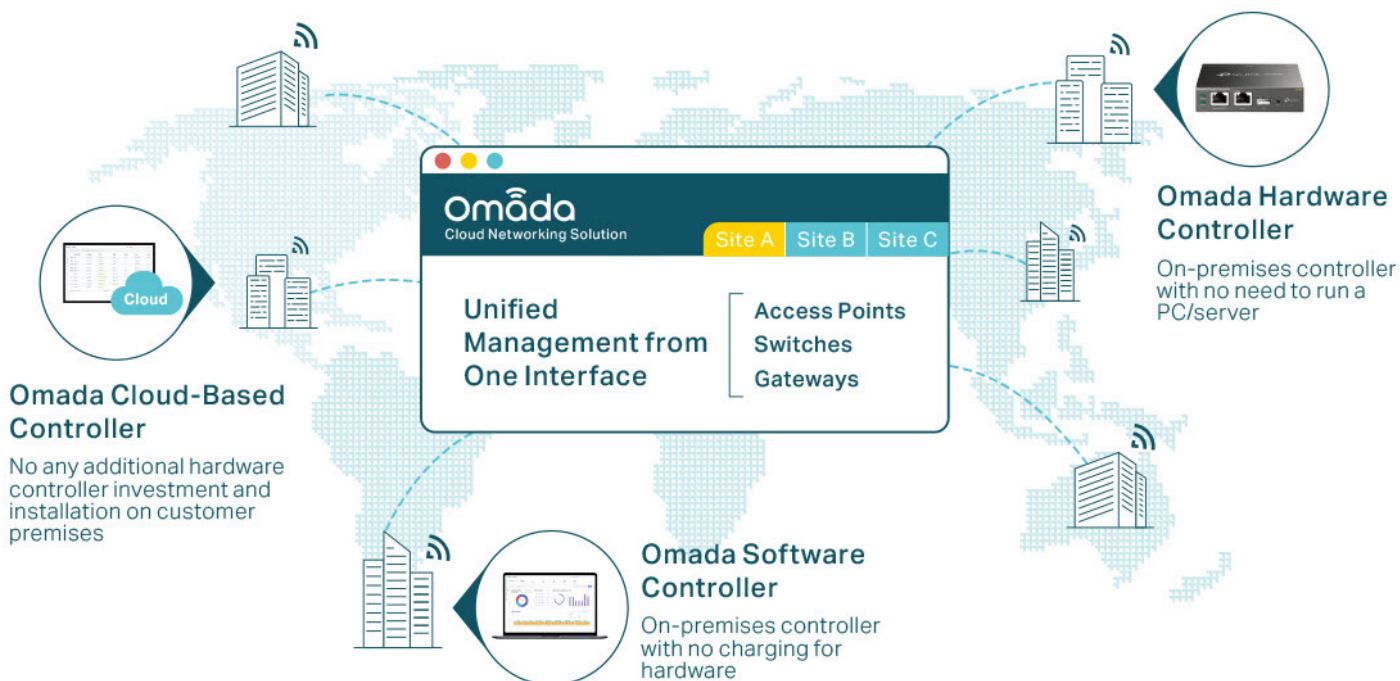 Omada
Cloud Networking Solution
Site A
Site B
Site C
Unified
Management from
One Interface
Access Points
Switches
Gateways
Cloud
Omada Cloud-Based
Controller
No any additional hardware
controller investment and
installation on customer
premises
Omada Software
Controller
On-premises controller
with no charging for
hardware
Omada Hardware
Controller
On-premises controller
with no need to run a
PC/server